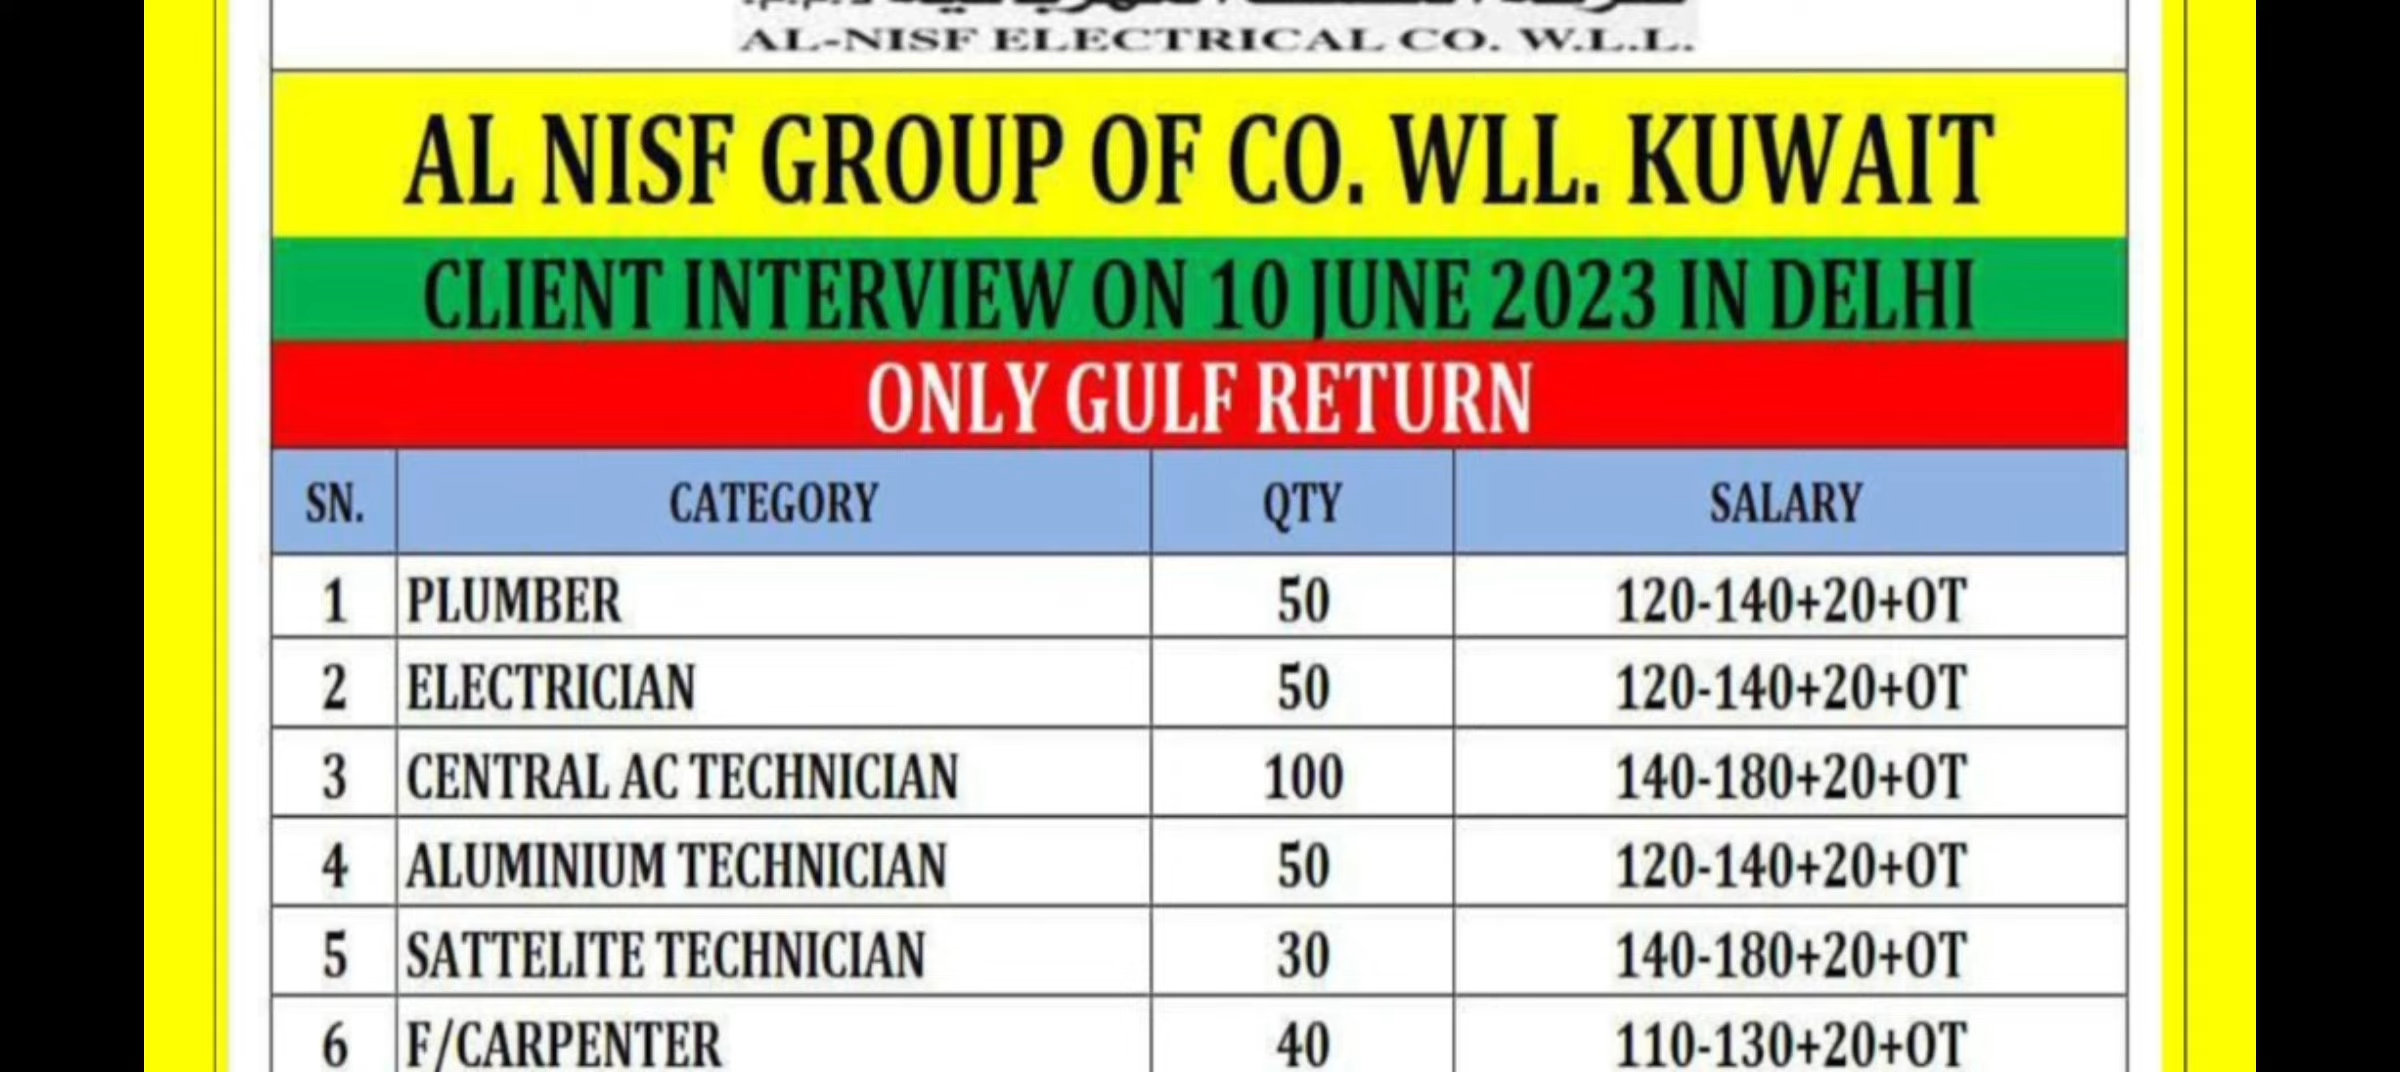 AL-NISF ELECTRICAL CO. W.L.L.
AL NISF GROUP OF CO. WLL. KUWAIT
CLIENT INTERVIEW ON 10 JUNE 2023 IN DELHI
ONLY GULF RETURN
SN. CATEGORY QTY SALARY
1 PLUMBER 50 120-140+20+OT
2 ELECTRICIAN 50 120-140+20+OT
3 CENTRAL AC TECHNICIAN 100 140-180+20+OT
4 ALUMINIUM TECHNICIAN 50 120-140+20+OT
5 SATTELITE TECHNICIAN 30 140-180+20+OT
6 F/CARPENTER 40 110-130+20+OT